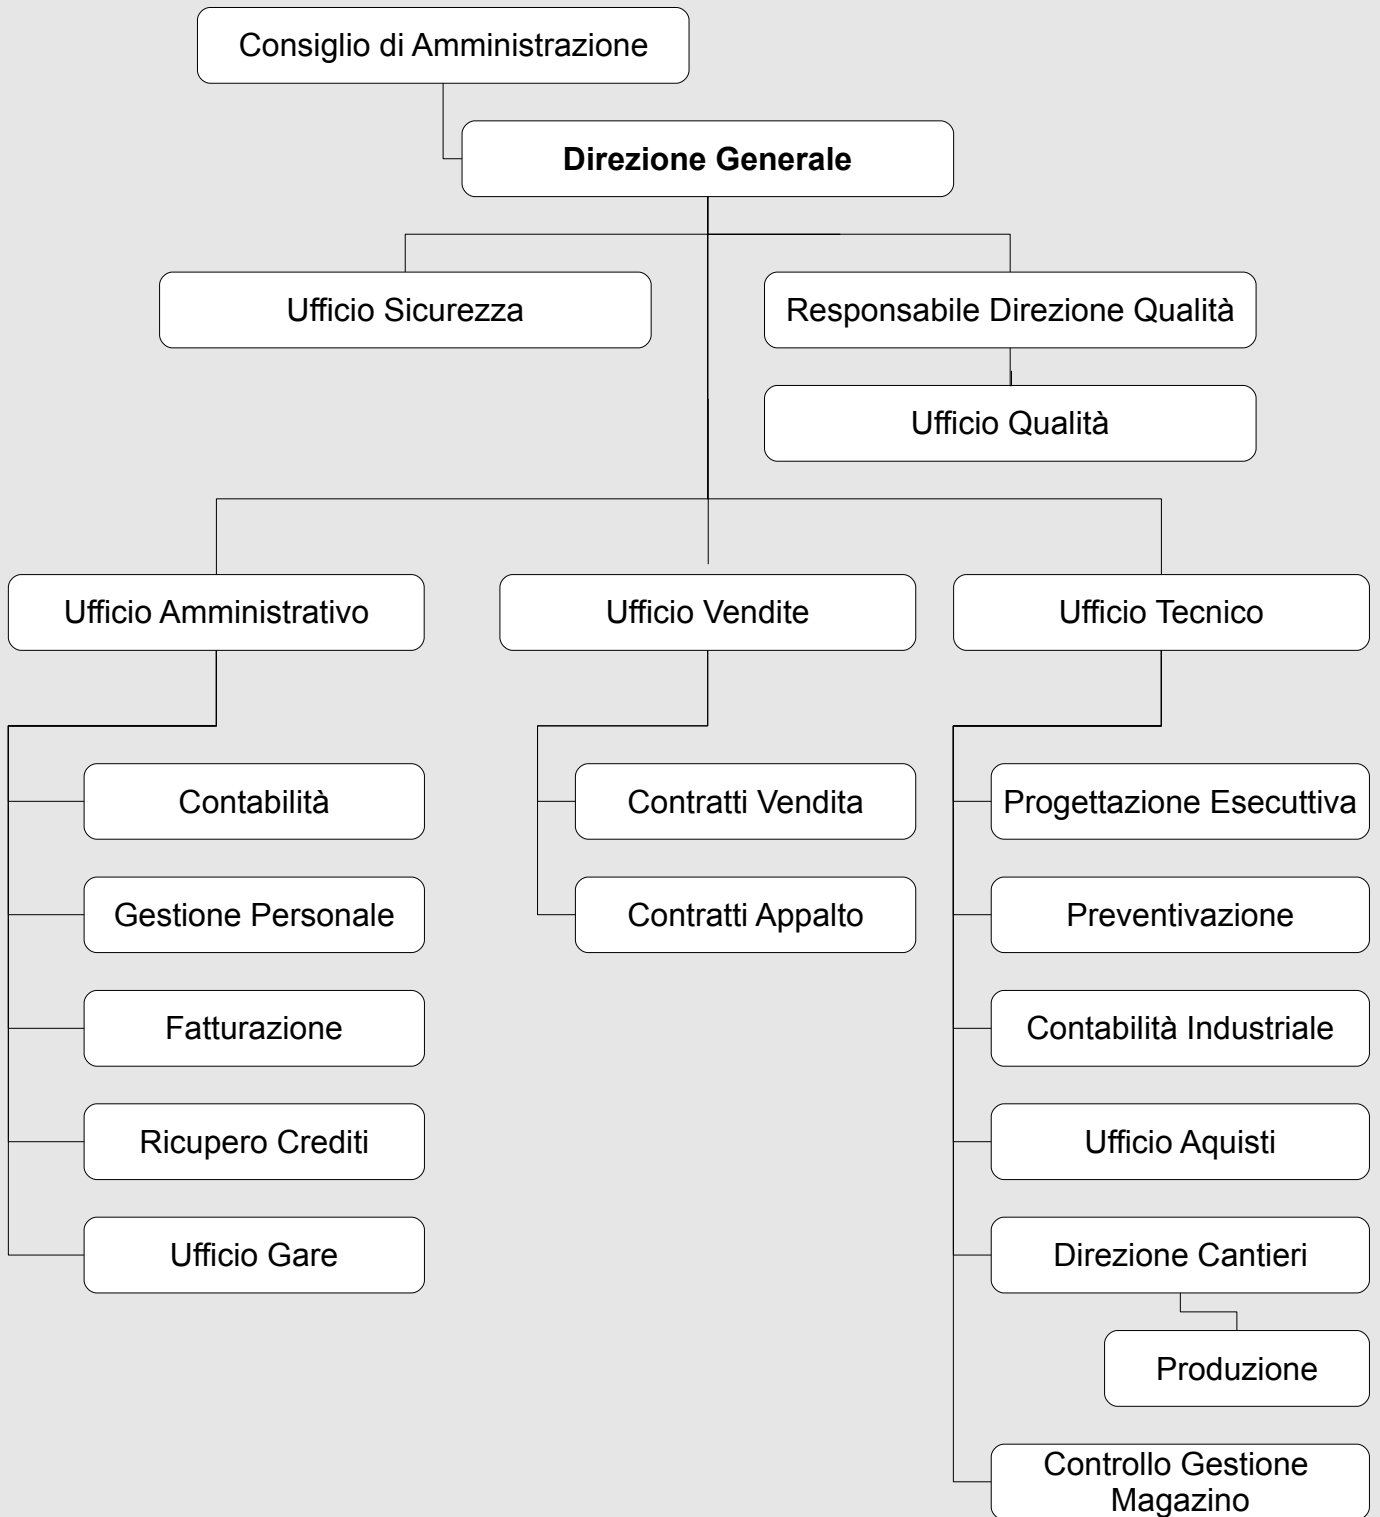 Consiglio di Amministrazione
Direzione Generale
Ufficio Sicurezza
Responsabile Direzione Qualità
Ufficio Qualità
Ufficio Amministrativo
Ufficio Vendite
Ufficio Tecnico
Contabilità
Contratti Vendita
Progettazione Esecuttiva
Gestione Personale
Contratti Appalto
Preventivazione
Fatturazione
Contabilità Industriale
Ricupero Crediti
Ufficio Aquisti
Ufficio Gare
Direzione Cantieri
Produzione
Controllo Gestione
Magazino